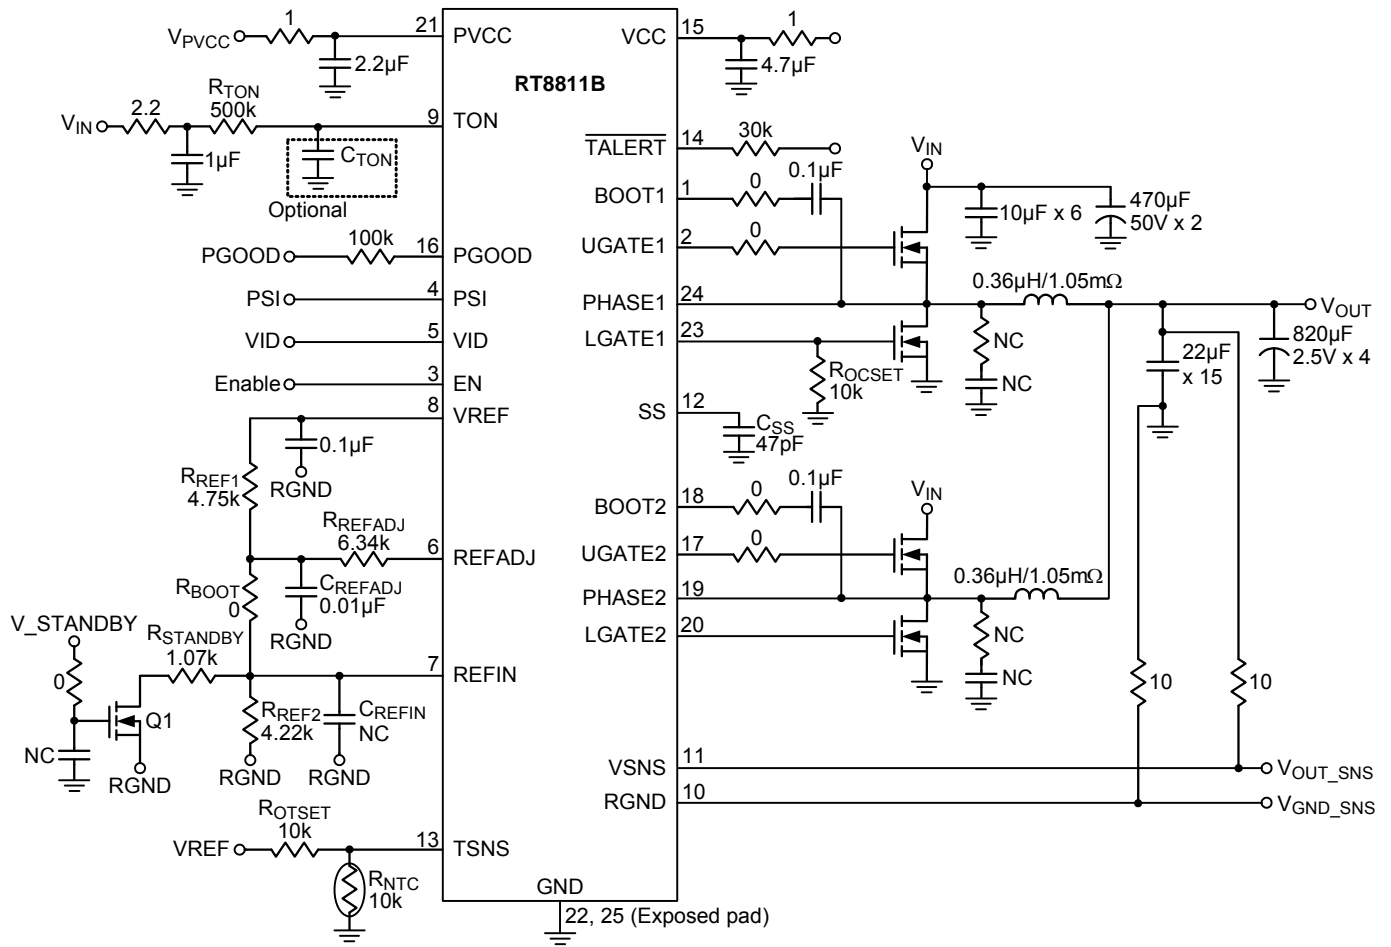 V_PVCC
1
21
PVCC
2.2µF
RT8811B
VCC
15
1
4.7µF
V_IN
2.2
R_TON
500k
9
TON
1µF
C_TON
Optional
TALERT
14
30k
BOOT1
1
0
0.1µF
UGATE1
2
0
V_IN
10µF x 6
470µF
50V x 2
PGOOD
100k
16
PGOOD
PSI
4
PSI
VID
5
VID
Enable
3
EN
8
VREF
0.1µF
RGND
PHASE1
24
0.36µH/1.05mΩ
V_OUT
LGATE1
23
R_OCSET
10k
NC
NC
22µF
x 15
820µF
2.5V x 4
SS
12
C_SS
47pF
R_REF1
4.75k
R_REFADJ
6.34k
6
REFADJ
C_REFADJ
0.01µF
RGND
R_BOOT
0
BOOT2
18
0
0.1µF
UGATE2
17
0
V_IN
PHASE2
19
0.36µH/1.05mΩ
LGATE2
20
NC
NC
V_STANDBY
0
R_STANDBY
1.07k
7
REFIN
Q1
NC
RGND
R_REF2
4.22k
RGND
C_REFIN
NC
RGND
10
10
VSNS
11
V_OUT_SNS
RGND
10
V_GND_SNS
VREF
R_OTSET
10k
13
TSNS
R_NTC
10k
GND
22, 25 (Exposed pad)